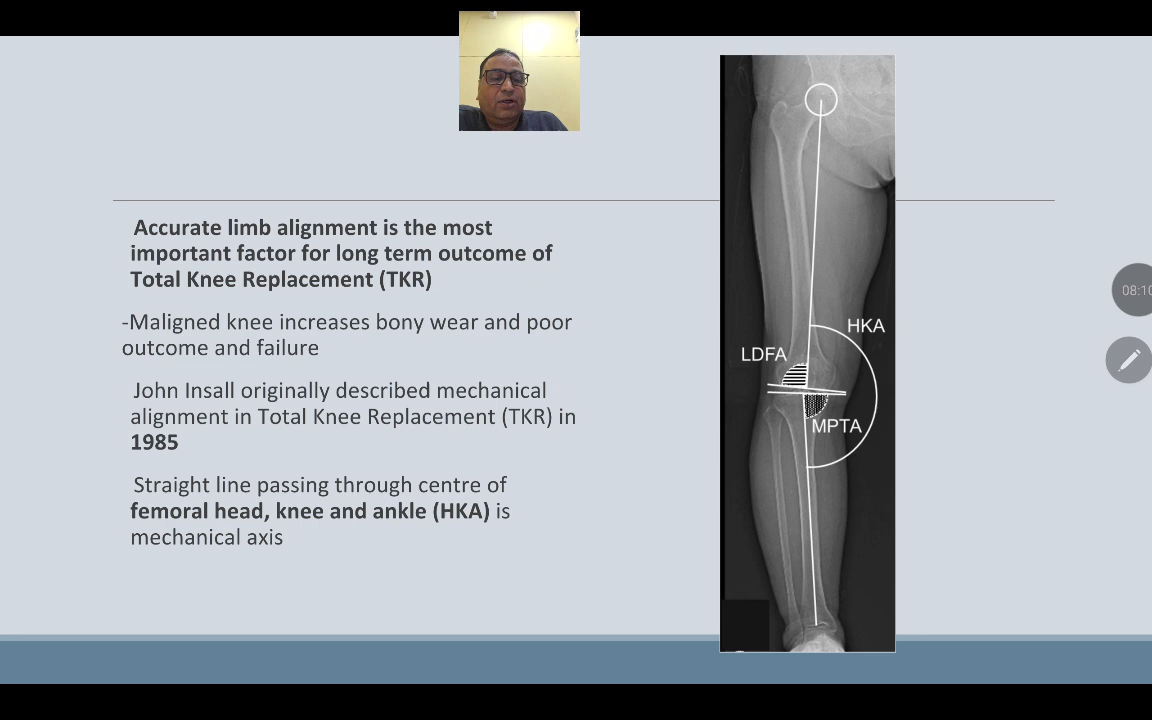 Accurate limb alignment is the most
important factor for long term outcome of
Total Knee Replacement (TKR)
-Maligned knee increases bony wear and poor
outcome and failure
John Insall originally described mechanical
alignment in Total Knee Replacement (TKR) in
1985
Straight line passing through centre of
femoral head, knee and ankle (HKA) is
mechanical axis
HKA
LDFA
MPTA